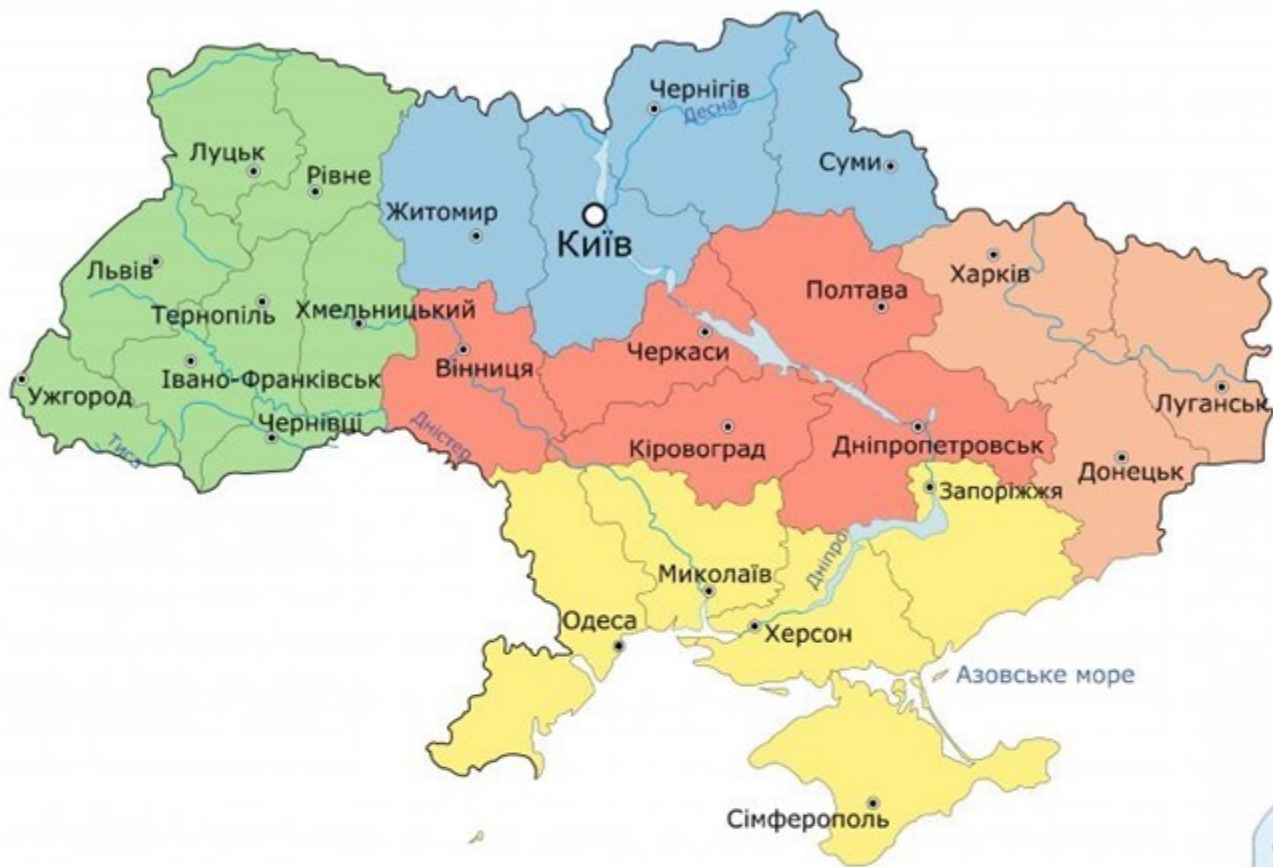 Чернігів
Десна
Луцьк
Рівне
Суми
Житомир
Київ
Львів
Харків
Тернопіль
Хмельницький
Полтава
Черкаси
Вінниця
Івано-Франківськ
Ужгород
Луганськ
Чернівці
Дністер
Тиса
Кіровоград
Дніпропетровськ
Донецьк
Запоріжжя
Дніпро
Миколаїв
Одеса
Херсон
Азовське море
Сімферополь